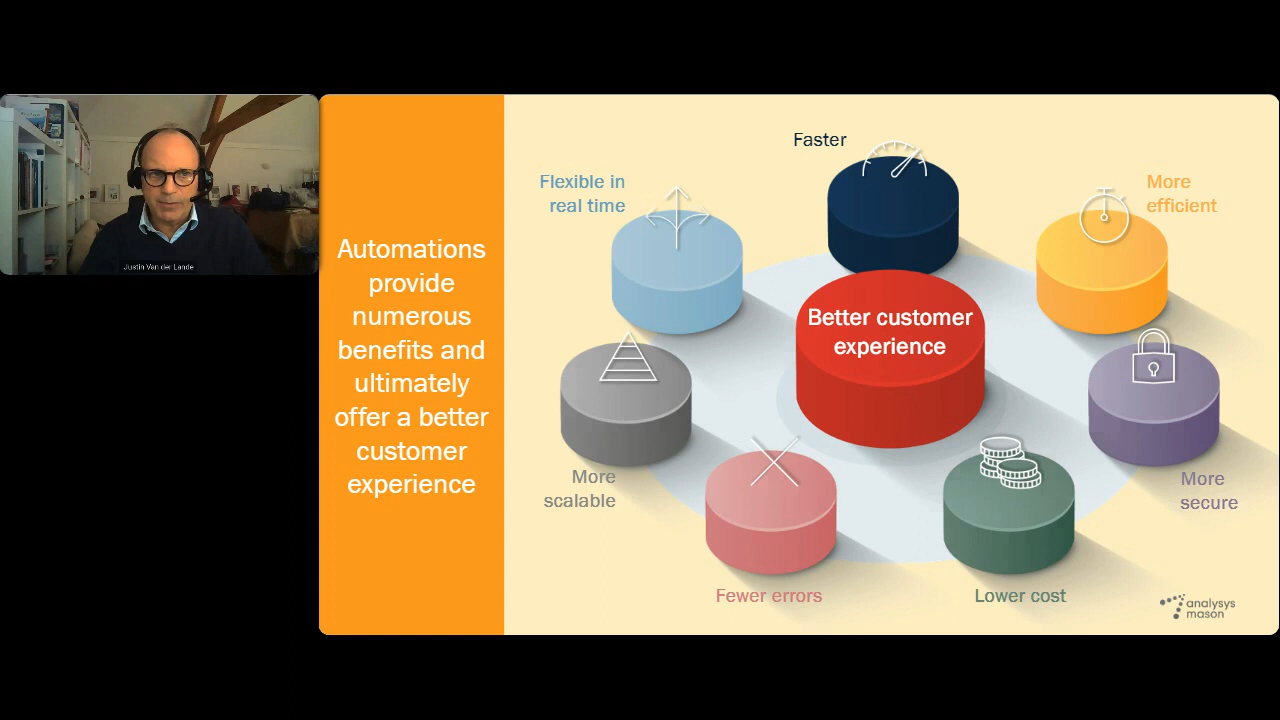 Justin Van der Lande
Automations
provide
numerous
benefits and
ultimately
offer a better
customer
experience
Faster
Flexible in
real time
More
efficient
Better customer
experience
More
scalable
More
secure
Fewer errors
Lower cost
analysys
mason